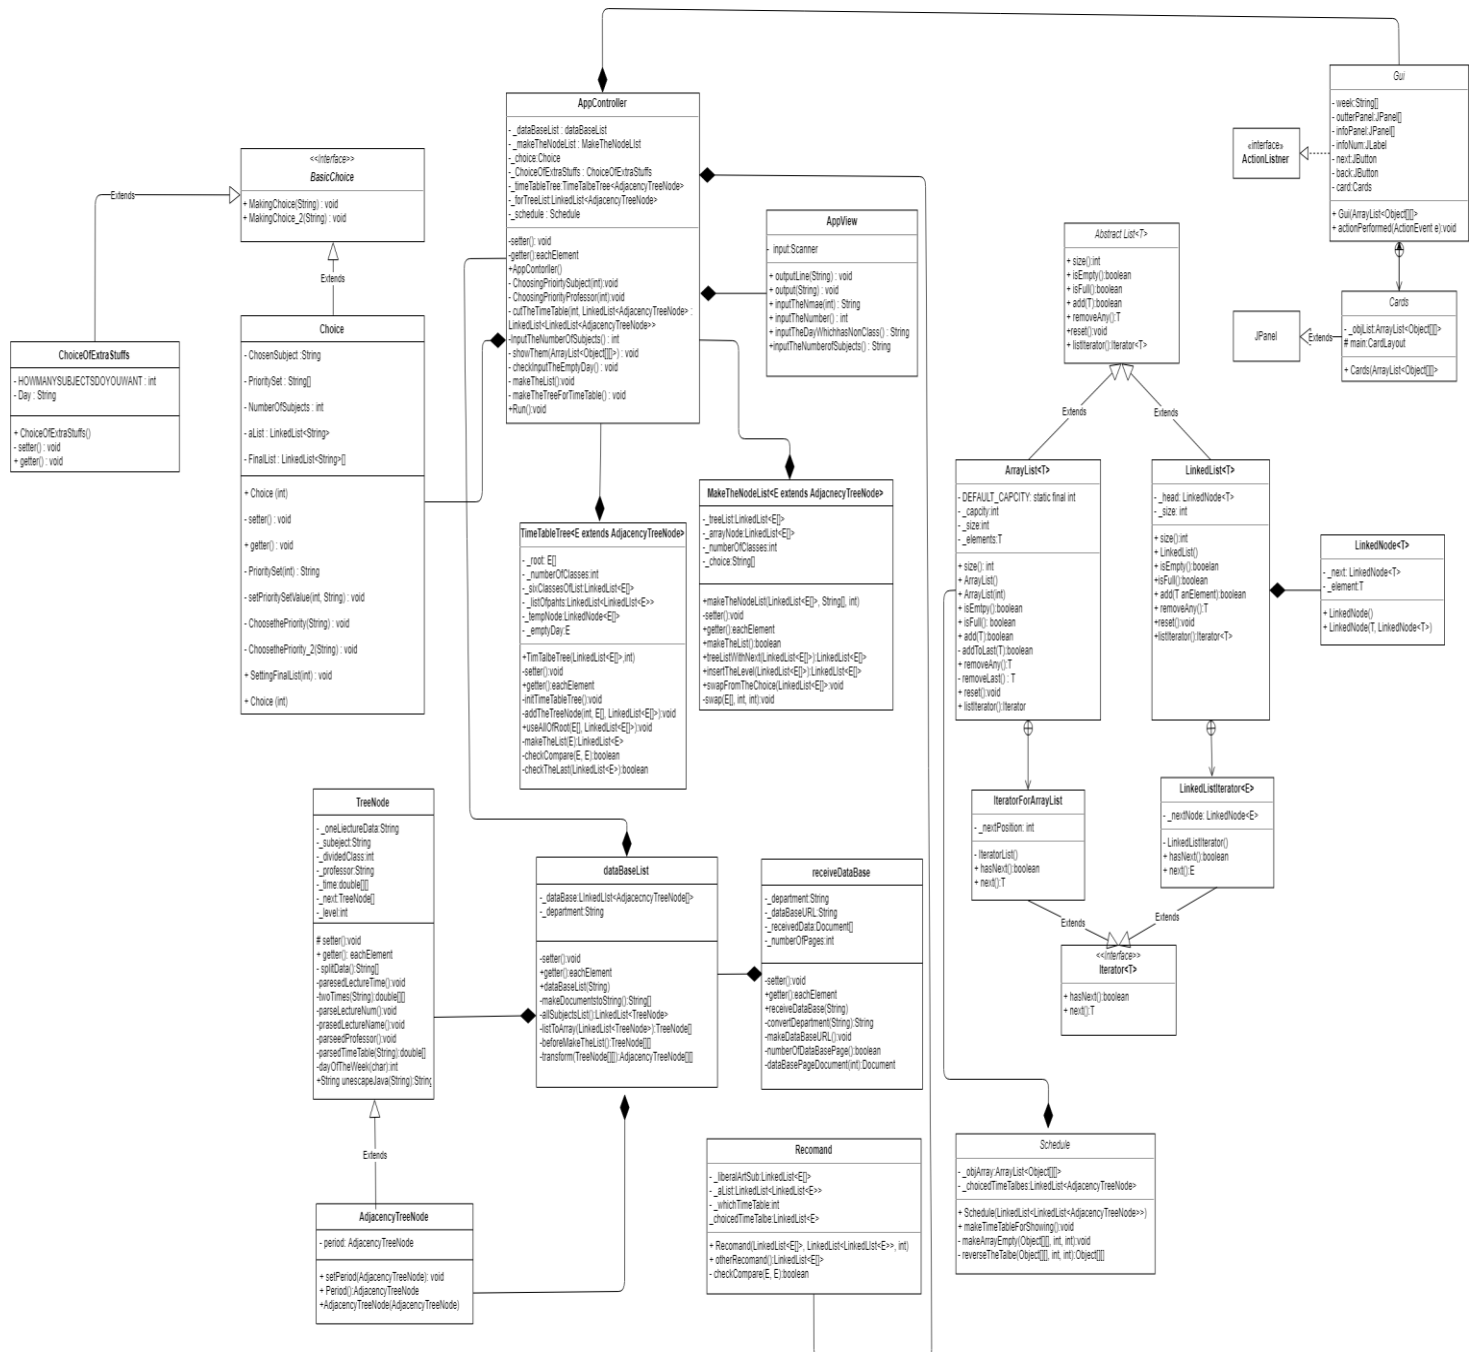 Gui
- week:String[]
- outterPanel:JPanel[]
- infoPanel:JPanel[]
- infoNum:JLabel
- next:JButton
- back:JButton
- card:Cards
+ Gui(ArrayList<Object[][]>
+ actionPerformed(ActionEvent e):void
«interface»
ActionListner
Cards
- _objList:ArrayList<Object[][]>
# main:CardLayout
+ Cards(ArrayList<Object[][]>
JPanel
Extends
AppController
- _dataBaseList : dataBaseList
- _makeTheNodeList : MakeTheNodeLIst
- _choice:Choice
- _ChoiceOfExtraStuffs : ChoiceOfExtraStuffs
- _timeTableTree:TimeTalbeTree<AdjacencyTreeNode>
- _forTreeList:LinkedList<AdjacencyTreeNode>
- _schedule : Schedule
-setter(): void
-getter():eachElement
+AppContorller()
- ChoosingPrioirtySubject(int):void
- ChoosingPriorityProfessor(int):void
- cutTheTimeTable(int, LinkedList<AdjacencyTreeNode> :
LinkedList<LinkedList<AdjacencyTreeNode>>
-InputTheNumberOfSubjects() : int
- showThem(ArrayList<Object[][]>) : void
- checkInputTheEmptyDay() : void
- makeTheList():void
- makeTheTreeForTimeTable() : void
+Run():void
<<interface>>
BasicChoice
+ MakingChoice(String) : void
+ MakingChoice_2(String) : void
Extends
Extends
AppView
- input:Scanner
+ outputLine(String) : void
+ output(String) : void
+ inputTheNmae(int) : String
+ inputTheNumber() : int
+ inputTheDayWhichhasNonClass() : String
+inputTheNumberofSubjects() : String
Abstract List<T>
+ size():int
+ isEmpty():boolean
+ isFull():boolean
+ add(T):boolean
+ removeAny():T
+reset():void
+ listIterator():Iterator<T>
Extends
Extends
ChoiceOfExtraStuffs
- HOWMANYSUBJECTSDOYOUWANT : int
- Day : String
+ ChoiceOfExtraStuffs()
- setter() : void
+ getter() : void
Choice
- ChosenSubject :String
- PrioritySet : String[]
- NumberOfSubjects : int
- aList : LinkedList<String>
- FinalList : LinkedList<String>[]
+ Choice (int)
- setter() : void
+ getter() : void
- PrioritySet(int) : String
- setPrioritySetValue(int, String) : void
- ChoosethePriority(String) : void
- ChoosethePriority_2(String) : void
+ SettingFinalList(int) : void
+ Choice (int)
TimeTableTree<E extends AdjacencyTreeNode>
- _root: E[]
- _numberOfClasses:int
- _sixClassesOfList:LinkedList<E[]>
- _listOfpahts:LinkedList<LinkedList<E>>
- _tempNode:LinkedNode<E[]>
- _emptyDay:E
+TimTalbeTree(LinkedList<E[]>,int)
-setter():void
+getter():eachElement
-initTimeTableTree():void
-addTheTreeNode(int, E[], LinkedList<E[]>):void
+useAllOfRoot(E[], LinkedList<E[]>):void
-makeTheList(E):LinkedList<E>
-checkCompare(E, E):boolean
-checkTheLast(LinkedList<E>):boolean
MakeTheNodeList<E extends AdjacnecyTreeNode>
-_treeList:LinkedList<E[]>
-_arrayNode:LinkedList<E[]>
-_numberOfClasses:int
-_choice:String[]
+makeTheNodeList(LinkedList<E[]>, String[], int)
-setter():void
+getter():eachElement
+makeTheList():boolean
+treeListWithNext(LinkedList<E[]>):LinkedList<E[]>
+insertTheLevel(LinkedList<E[]>):LinkedList<E[]>
+swapFromTheChoice(LinkedList<E[]>:void
-swap(E[], int, int):void
ArrayList<T>
- DEFAULT_CAPCITY: static final int
- _capcity:int
- _size:int
- _elements:T
+ size(): int
+ ArrayList()
+ ArrayList(int)
+ isEmtpy():boolean
+ isFull(): boolean
+ add(T):boolean
- addToLast(T):boolean
+ removeAny():T
- removeLast() : T
+ reset():void
+ listIterator():Iterator
LinkedList<T>
- _head: LinkedNode<T>
- _size: int
+ size():int
+ LinkedList()
+ isEmpty():booelan
+isFull():boolean
+ add(T anElement):boolean
+ removeAny():T
+reset():void
+listIterator():Iterator<T>
LinkedNode<T>
- _next: LinkedNode<T>
- _element:T
+ LinkedNode()
+ LinkedNode(T, LinkedNode<T>)
IteratorForArrayList
- _nextPosition: int
- IteratorList()
+ hasNext():boolean
+ next():T
LinkedListIterator<E>
- _nextNode: LinkedNode<E>
- LinkedListIterator()
+ hasNext():boolean
+ next():E
Extends
Extends
<<interface>>
Iterator<T>
+ hasNext():boolean
+ next():T
TreeNode
- _oneLiectureData:String
- _subeject:String
- _dividedClass:int
- _professor:String
- _time:double[][]
- _next:TreeNode[]
- _level:int
# setter():void
+ getter(): eachElement
- splitData():String[]
-paresedLectureTime():void
-twoTimes(String):double[][]
-parseLectureNum():void
-prasedLectureName():void
-parseedProfessor():void
-parsedTimeTable(String):double[]
-dayOfTheWeek(char):int
+String unescapeJava(String):String
Extends
AdjacencyTreeNode
- period: AdjacencyTreeNode
+ setPeriod(AdjacencyTreeNode): void
+ Period():AdjacencyTreeNode
+AdjacencyTreeNode(AdjacencyTreeNode)
dataBaseList
- _dataBase:LinkedList<AdjacecncyTreeNode[]>
- _department:String
-setter():void
+getter():eachElement
+dataBaseList(String)
-makeDocumentstoString():String[]
-allSubjectsList():LinkedList<TreeNode>
-listToArray(LinkedList<TreeNode>):TreeNode[]
-beforeMakeTheList():TreeNode[][]
-transform(TreeNode[][]):AdjacencyTreeNode[][]
receiveDataBase
- _department:String
- _dataBaseURL:String
- _receivedData:Document[]
- _numberOfPages:int
-setter():void
+getter():eachElement
+receiveDataBase(String)
-convertDepartment(String):String
-makeDataBaseURL():void
-numberOfDataBasePage():boolean
-dataBasePageDocument(int):Document
Recomand
- _liberalArtSub:LinkedList<E[]>
- _aList:LinkedList<LinkedList<E>>
- _whichTimeTable:int
_choicedTimeTalbe:LinkedList<E>
+ Recomand(LinkedList<E[]>, LinkedList<LinkedLIst<E>>, int)
+ otherRecomand():LinkedList<E[]>
- checkCompare(E, E):boolean
Schedule
- _objArray:ArrayList<Object[][]>
- _choicedTimeTalbes:LinkedList<AdjacencyTreeNode>
+ Schedule(LinkedList<LinkedList<AdjacencyTreeNode>>)
+ makeTimeTableForShowing():void
- makeArrayEmpty(Object[][], int, int):void
- reverseTheTalbe(Object[][], int, int):Object[][]